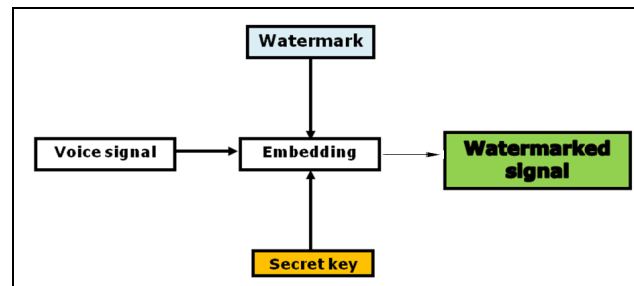 Watermark
Voice signal
Embedding
Watermarked
signal
Secret key